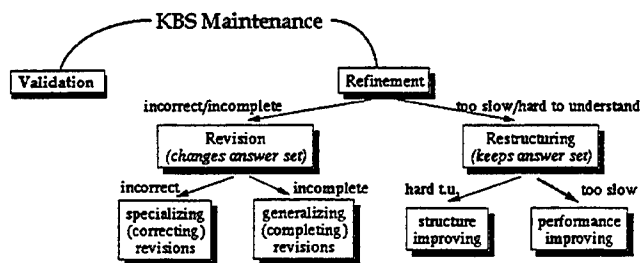 KBS Maintenance
Validation
Refinement
incorrect/incomplete
too slow/hard to understand
Revision
(changes answer set)
Restructuring
(keeps answer set)
incorrect
incomplete
hard t.u,
too slow
specializing
(correcting)
revisions
generalizing
(completing)
revisions
structure
improving
performance
improving